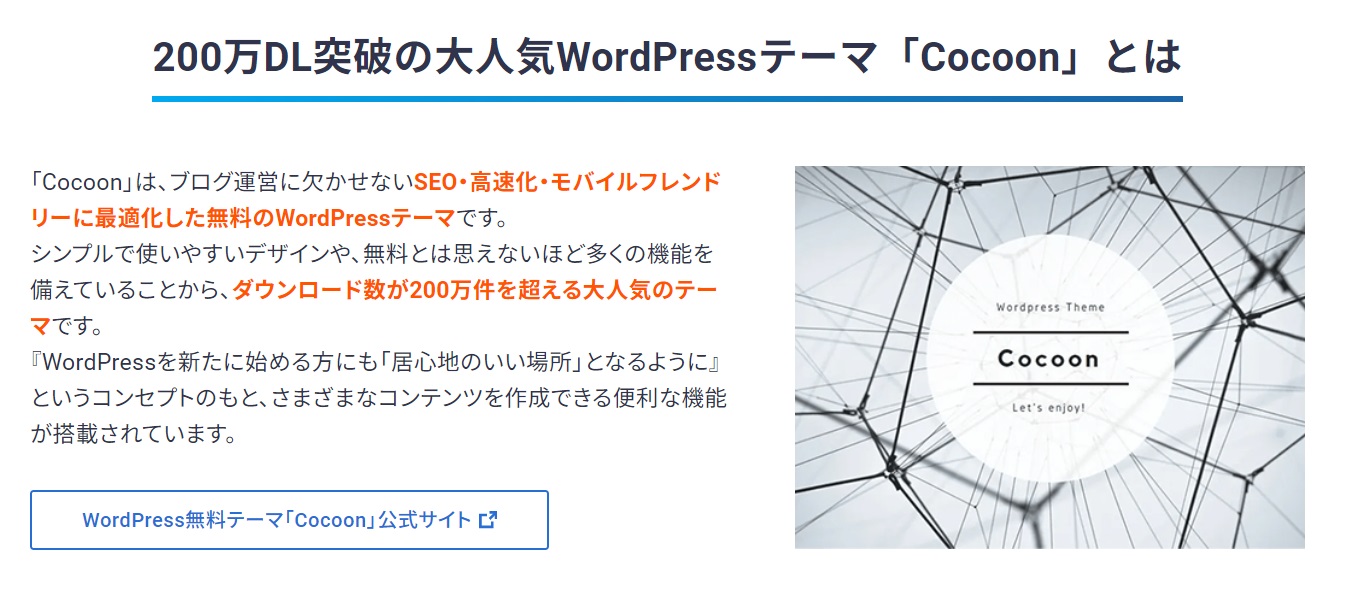 200万DL突破の大人気WordPressテーマ「Cocoon」とは
「Cocoon」は、ブログ運営に欠かせないSEO・高速化・モバイルフレンド
リーに最適化した無料のWordPressテーマです。
シンプルで使いやすいデザインや、無料とは思えないほど多くの機能を
備えていることから、ダウンロード数が200万件を超える大人気のテー
マです。
『WordPressを新たに始める方にも「居心地のいい場所」となるように』
というコンセプトのもと、さまざまなコンテンツを作成できる便利な機能
が搭載されています。
WordPress無料テーマ「Cocoon」公式サイト
Wordpress Theme
Cocoon
Let's enjoy!